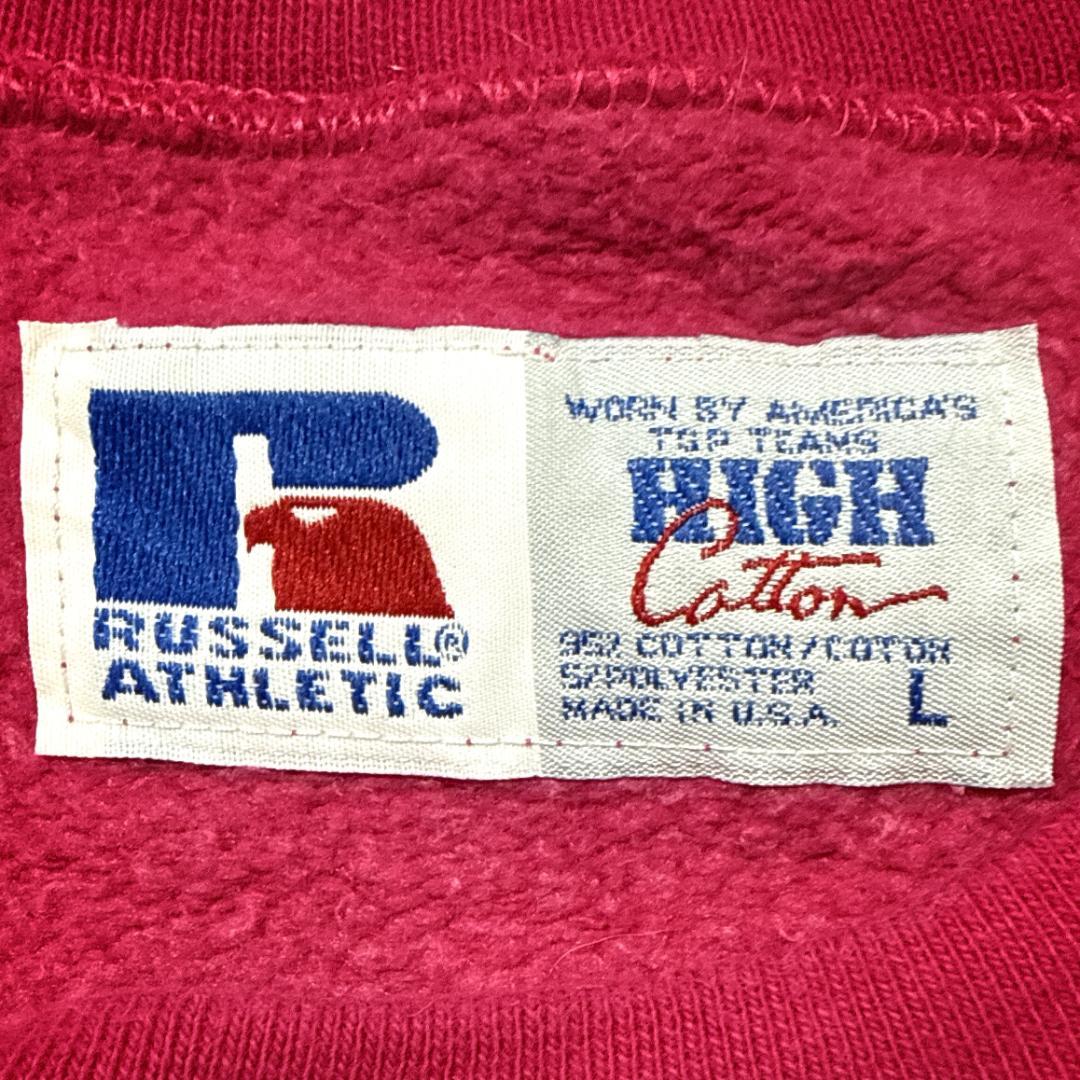 RUSSELL®
ATHLETIC
WORN BY AMERICA'S
TOP TEAMS
HIGH
Cotton
95% COTTON/COTON
5%POLYESTER
MADE IN U.S.A. L